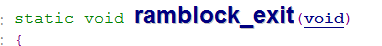 : static void ramblock_exit(void)
: {